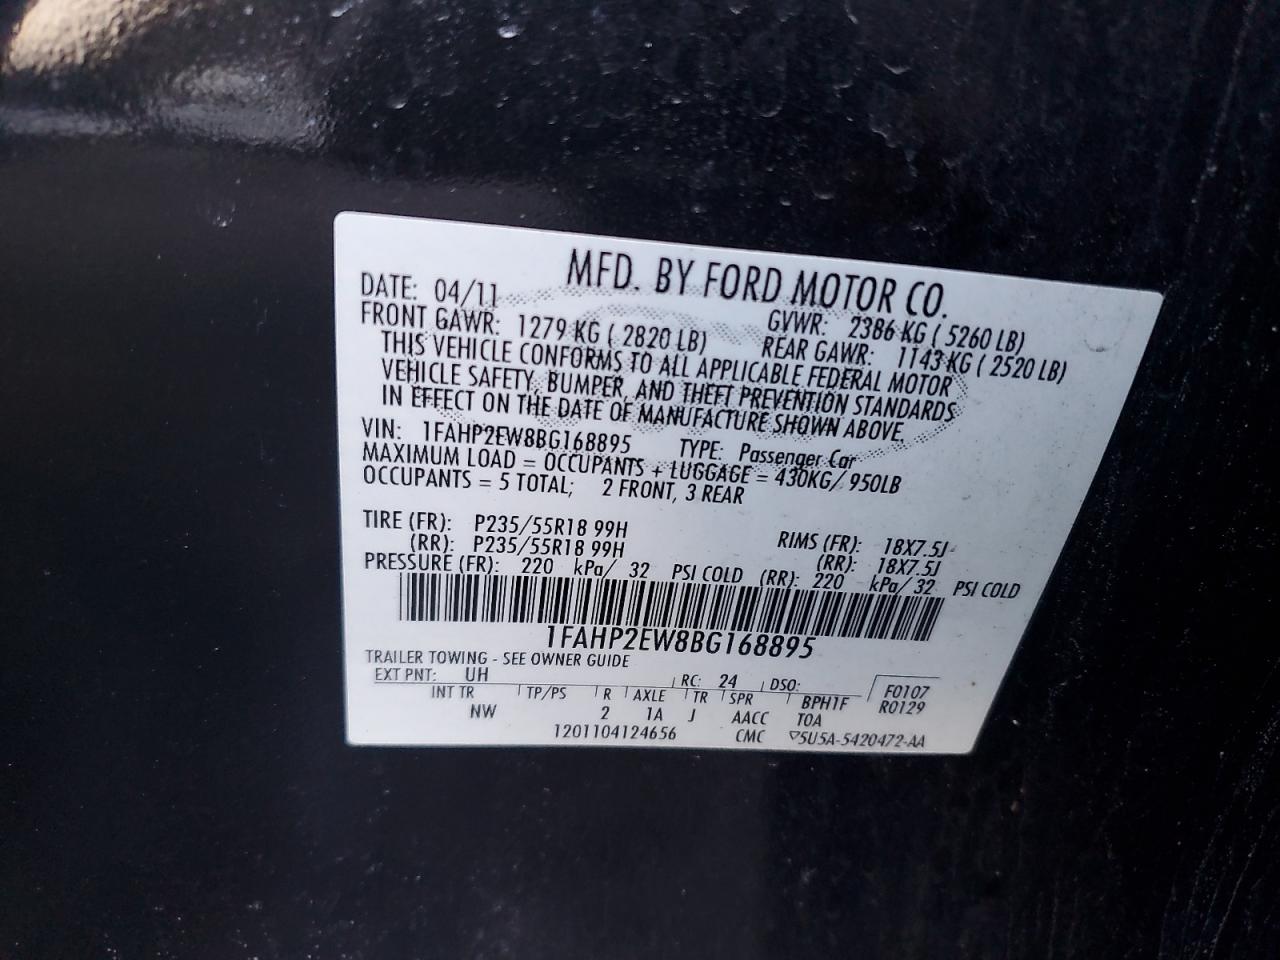 MFD. BY FORD MOTOR CO.
DATE: 04/11 GVWR: 2386 KG ( 5260 LB)
FRONT GAWR: 1279 KG ( 2820 LB) REAR GAWR: 1143 KG ( 2520 LB)
THIS VEHICLE CONFORMS TO ALL APPLICABLE FEDERAL MOTOR
VEHICLE SAFETY, BUMPER, AND THEFT PREVENTION STANDARDS
IN EFFECT ON THE DATE OF MANUFACTURE SHOWN ABOVE.
VIN: 1FAHP2EW8BG168895 TYPE: Passenger Car
MAXIMUM LOAD = OCCUPANTS + LUGGAGE = 430KG/ 950LB
OCCUPANTS = 5 TOTAL; 2 FRONT, 3 REAR
TIRE (FR): P235/55R18 99H RIMS (FR): 18X7.5J
(RR): P235/55R18 99H (RR): 18X7.5J
PRESSURE (FR): 220 kPa/ 32 PSI COLD (RR): 220 kPa/ 32 PSI COLD
1FAHP2EW8BG168895
TRAILER TOWING - SEE OWNER GUIDE
EXT PNT: UH RC: 24 DSO: F0107
INT TR TP/PS R AXLE TR SPR BPH1F R0129
NW 2 1A J AACC TOA
1201104124656 CMC ▽5U5A-5420472-AA